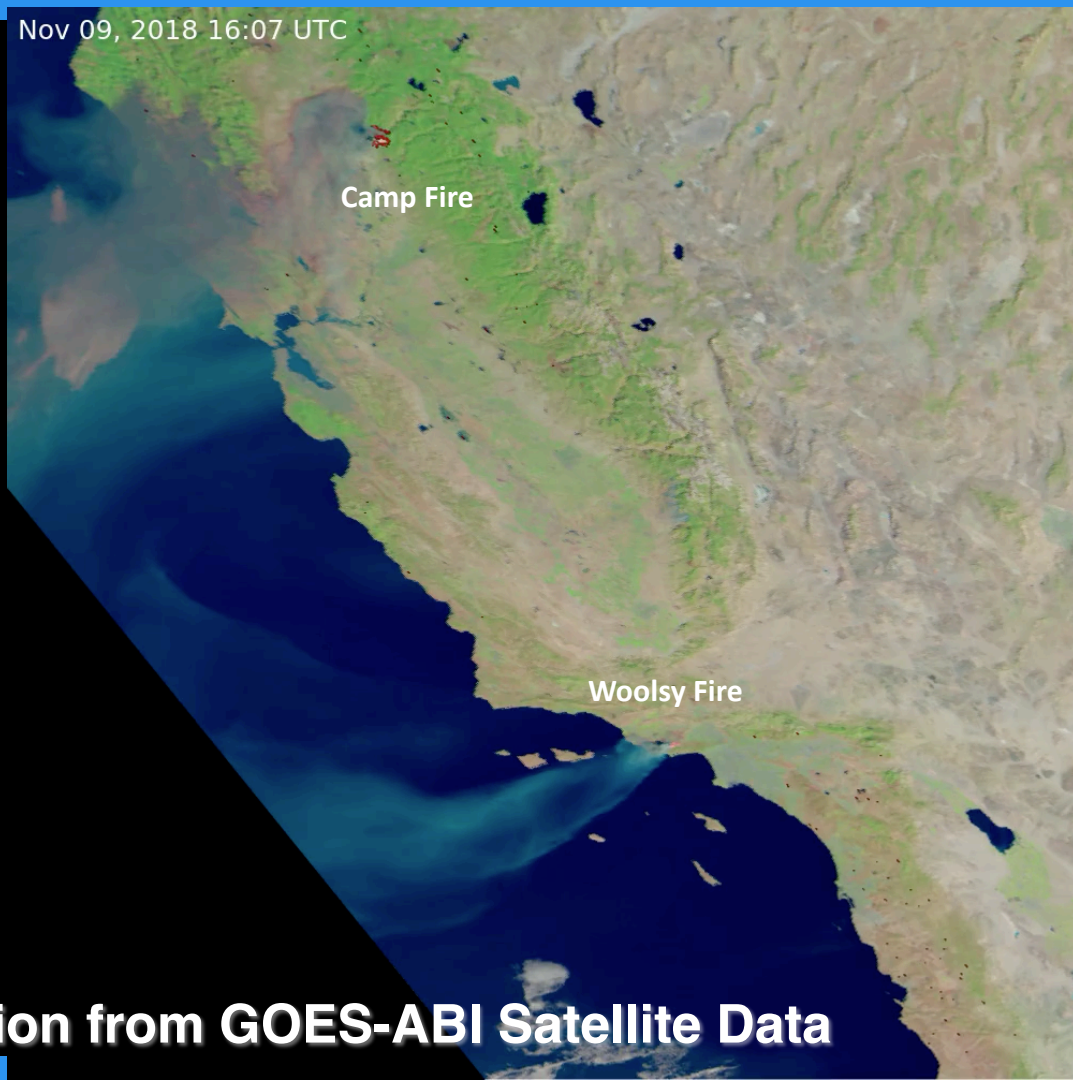 Nov 09, 2018 16:07 UTC
Camp Fire
Woolsy Fire
ion from GOES-ABI Satellite Data